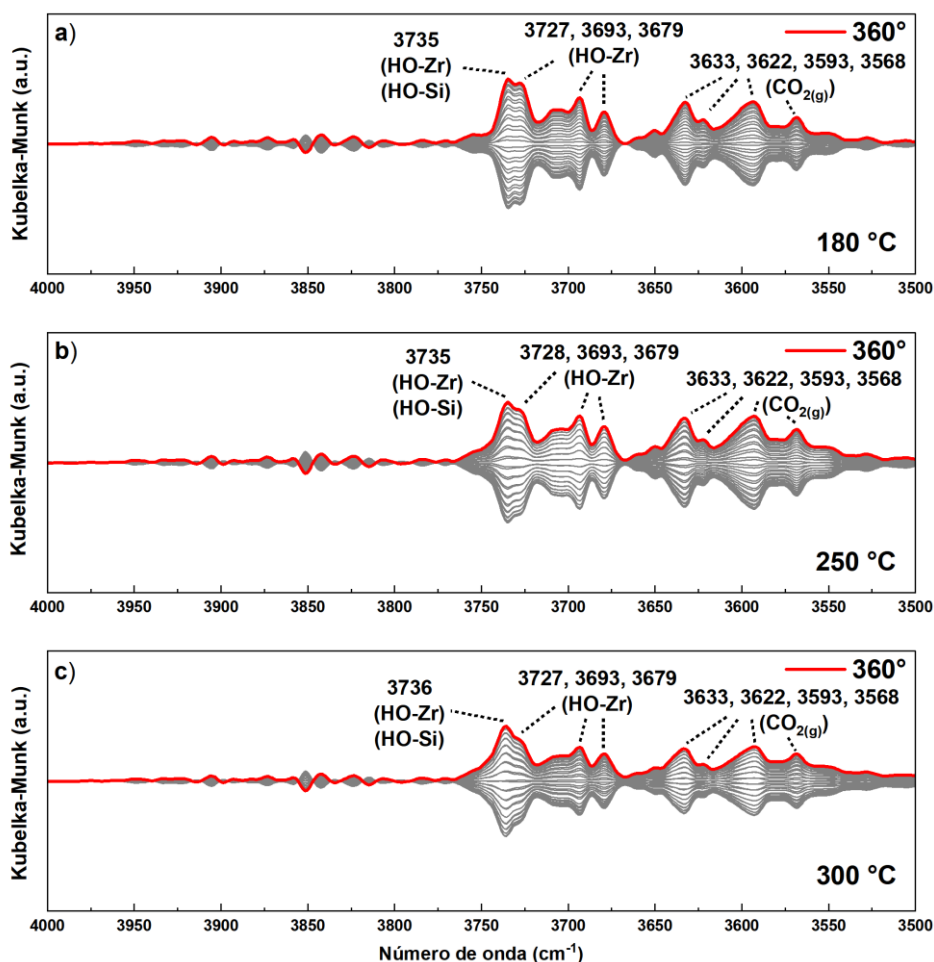 a)
360°
3735
(HO-Zr)
(HO-Si)
3727, 3693, 3679
(HO-Zr)
3633, 3622, 3593, 3568
(CO2(g))
180 °C
Kubelka-Munk (a.u.)
4000 3950 3900 3850 3800 3750 3700 3650 3600 3550 3500
b)
360°
3735
(HO-Zr)
(HO-Si)
3728, 3693, 3679
(HO-Zr)
3633, 3622, 3593, 3568
(CO2(g))
250 °C
Kubelka-Munk (a.u.)
4000 3950 3900 3850 3800 3750 3700 3650 3600 3550 3500
c)
360°
3736
(HO-Zr)
(HO-Si)
3727, 3693, 3679
(HO-Zr)
3633, 3622, 3593, 3568
(CO2(g))
300 °C
Kubelka-Munk (a.u.)
4000 3950 3900 3850 3800 3750 3700 3650 3600 3550 3500
Número de onda (cm-1)